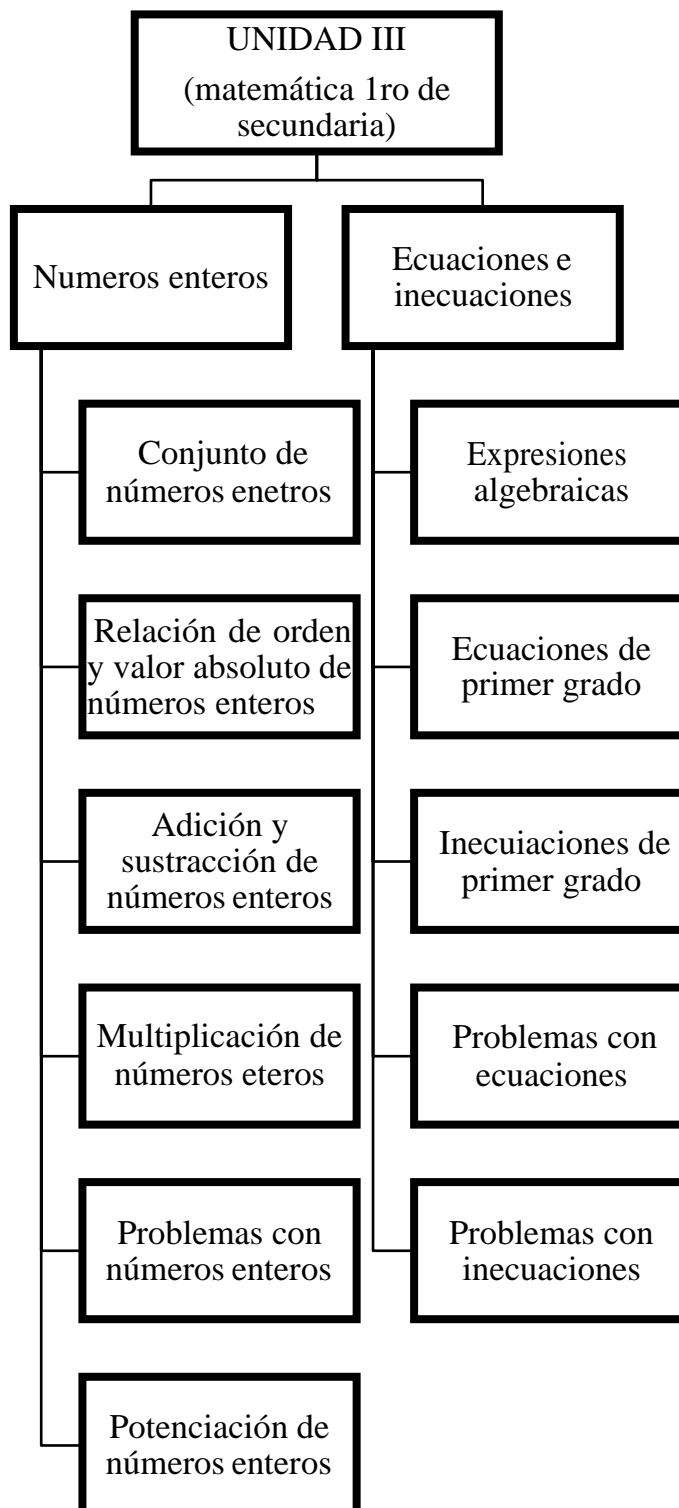 UNIDAD III
(matemática 1ro de
secundaria)
Numeros enteros
Conjunto de
números enetros
Relación de orden
y valor absoluto de
números enteros
Adición y
sustracción de
números enteros
Multiplicación de
números eteros
Problemas con
números enteros
Potenciación de
números enteros
Ecuaciones e
inecuaciones
Expresiones
algebraicas
Ecuaciones de
primer grado
Inecuiaciones de
primer grado
Problemas con
ecuaciones
Problemas con
inecuaciones